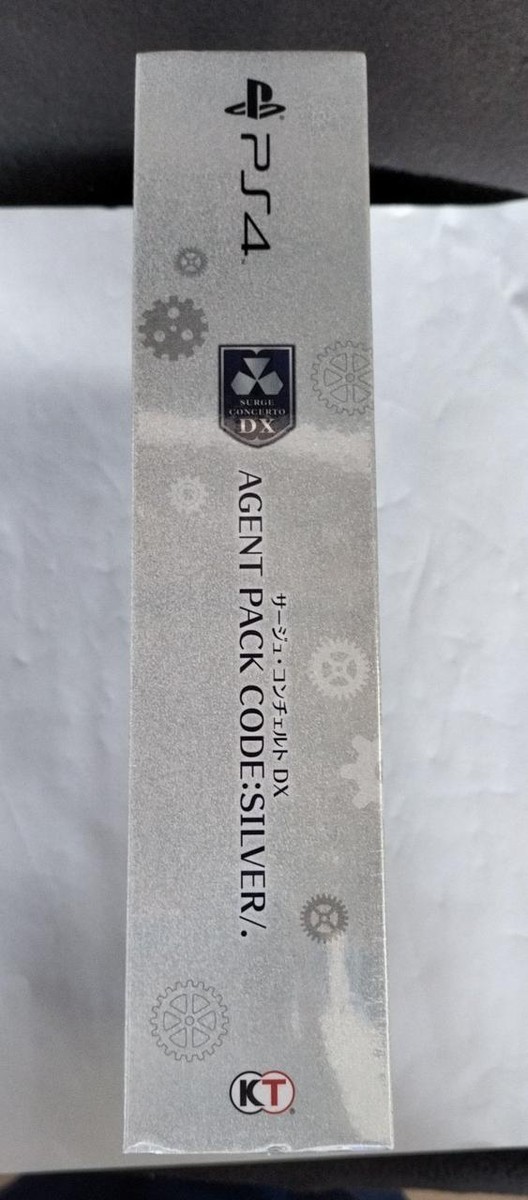 PS4
SURGE
CONCERTO
DX
サージュ・コンチェルト DX
AGENT PACK CODE:SILVER/.
KT